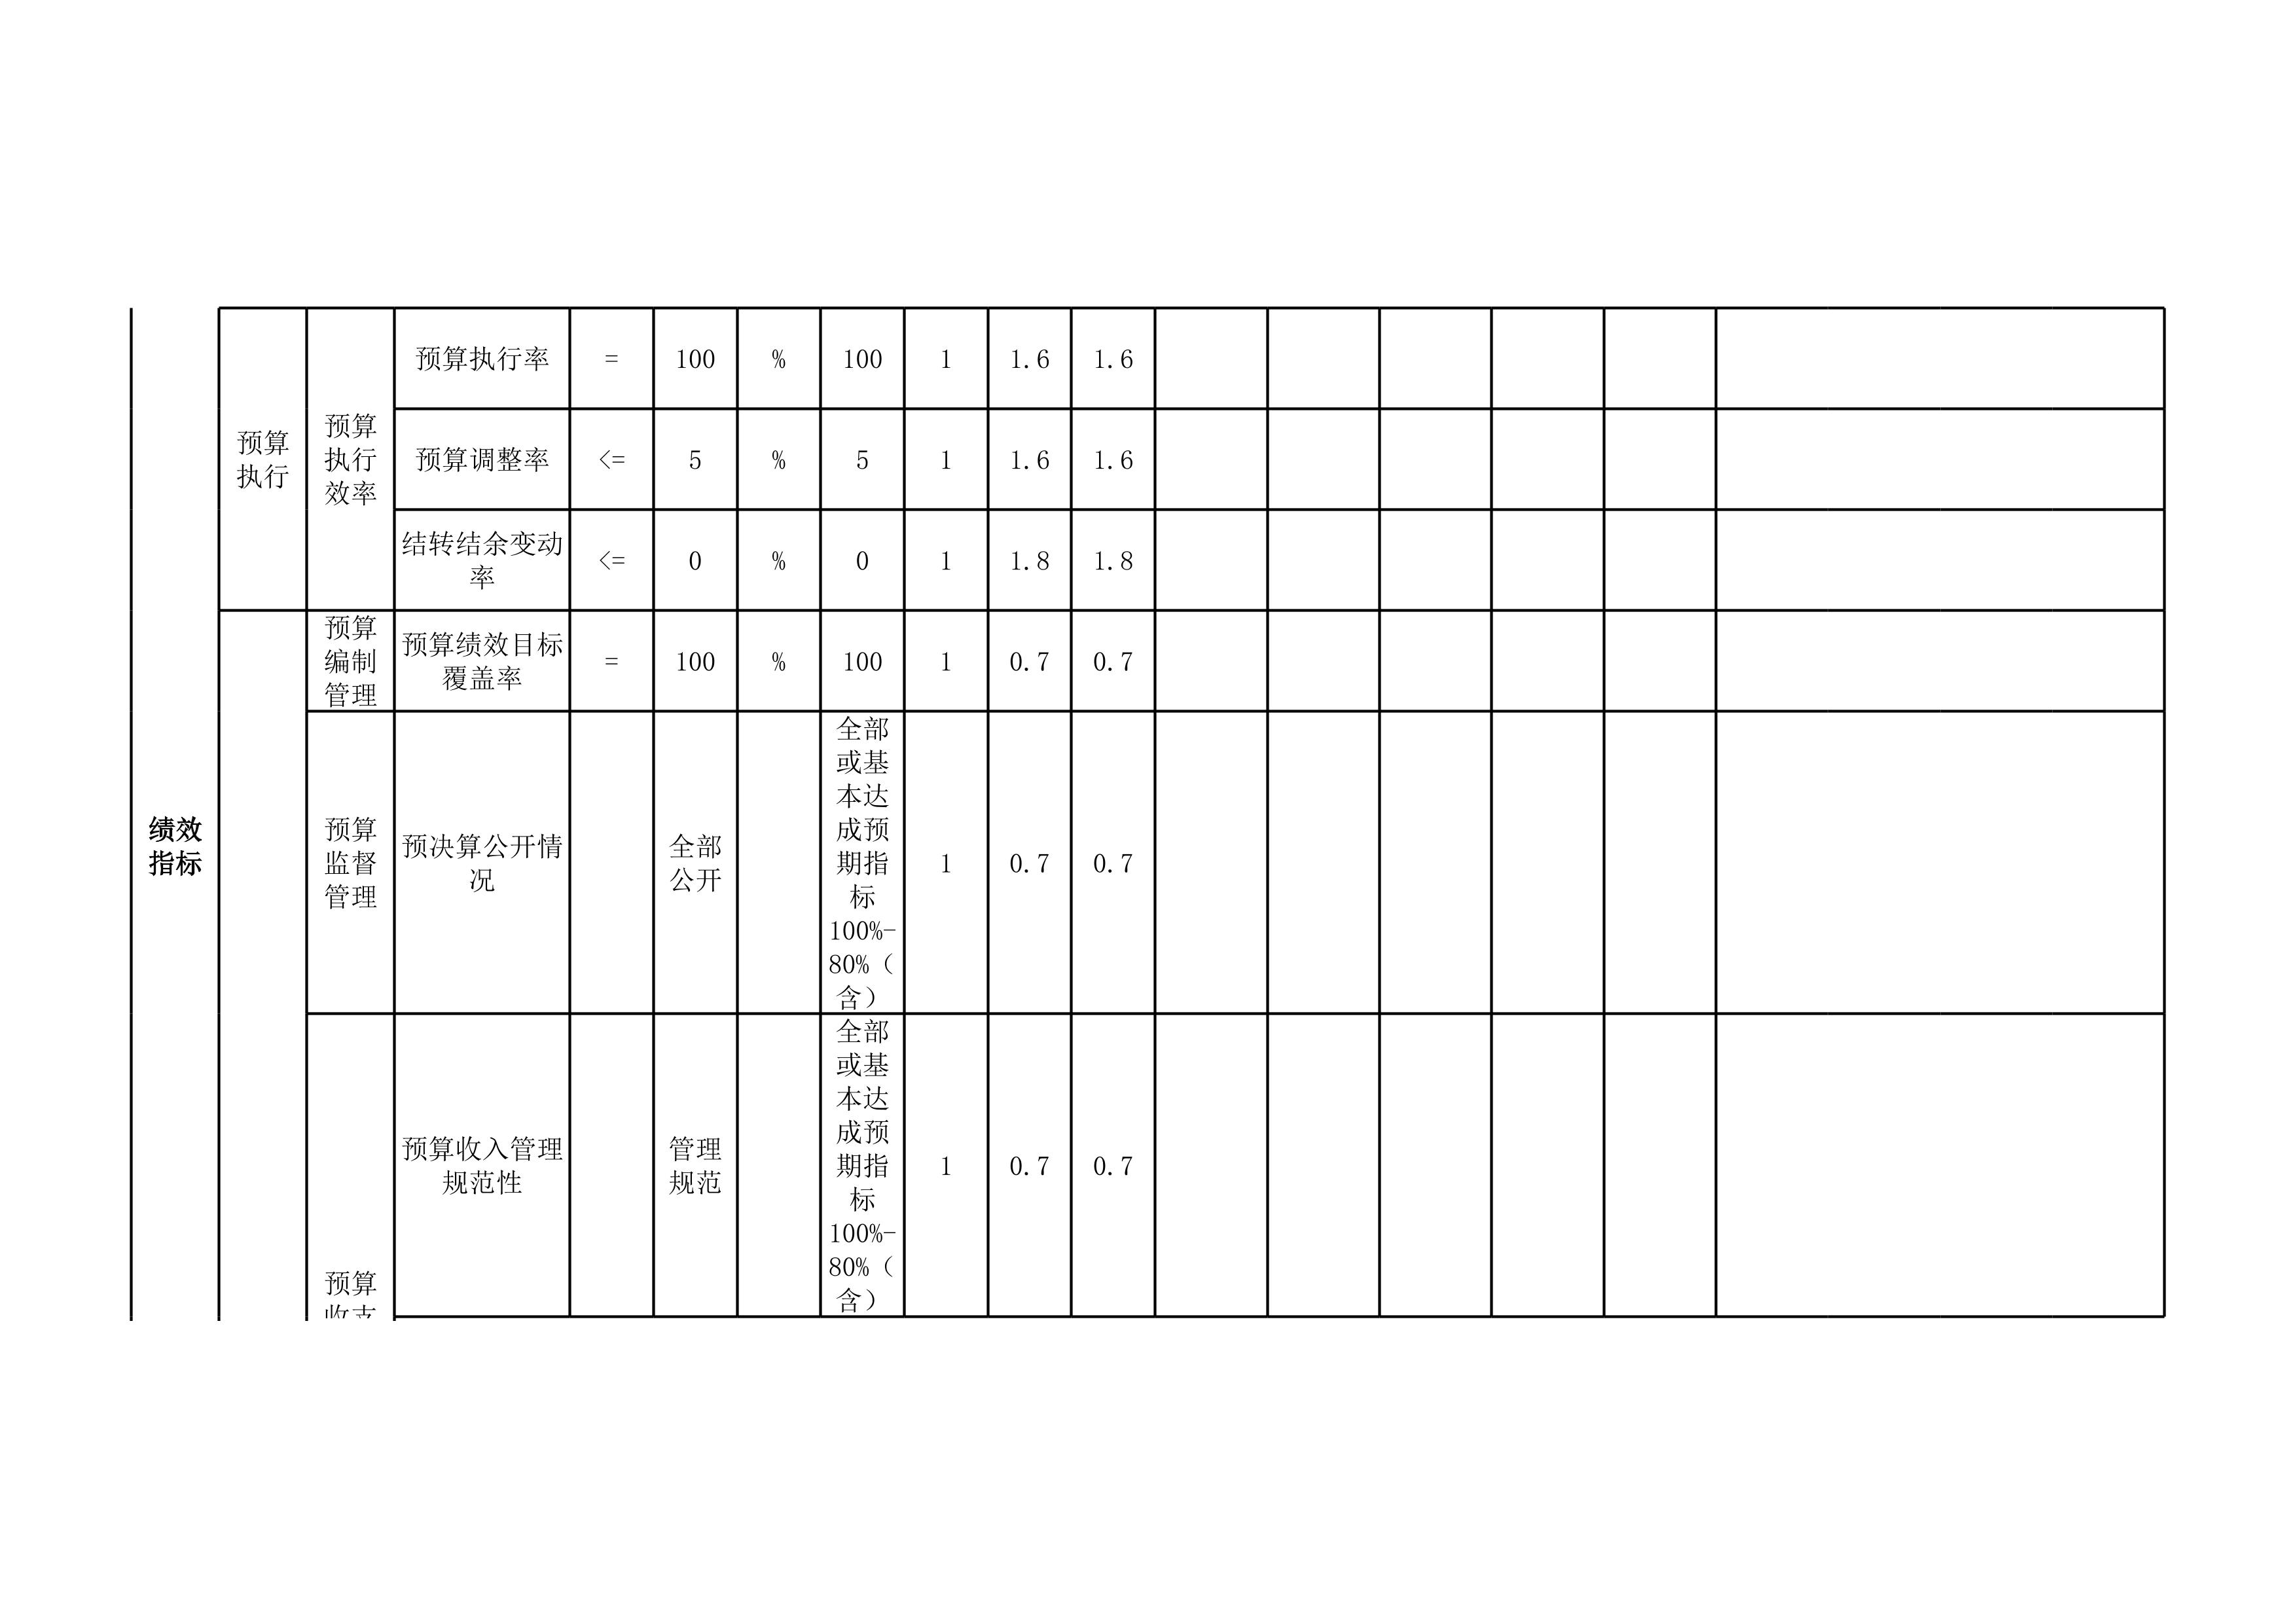 绩效
指标
预算
执行
预算
执行
效率
预算执行率 = 100 % 100 1 1.6 1.6
预算调整率 <= 5 % 5 1 1.6 1.6
结转结余变动
率
<= 0 % 0 1 1.8 1.8
预算
编制
管理
预算绩效目标
覆盖率
= 100 % 100 1 0.7 0.7
预算
监督
管理
预决算公开情
况
全部
公开
全部
或基
本达
成预
期指
标
100%-
80%（
含）
1 0.7 0.7
预算
预算收入管理
规范性
管理
规范
全部
或基
本达
成预
期指
标
100%-
80%（
含）
1 0.7 0.7